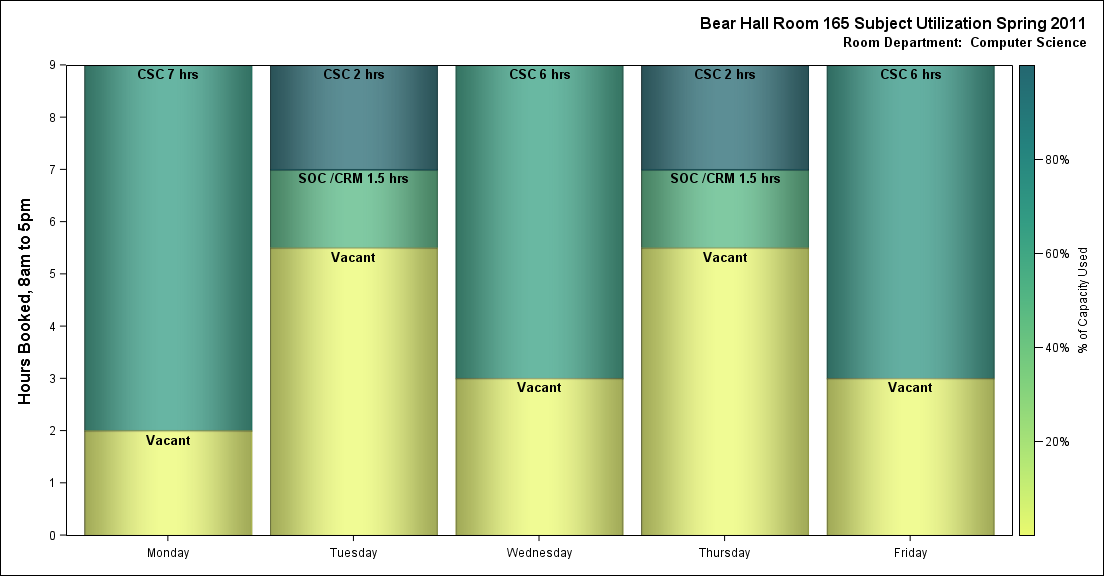 Bear Hall Room 165 Subject Utilization Spring 2011
Room Department:  Computer Science
Hours Booked, 8am to 5pm
9
8
7
6
5
4
3
2
1
0
CSC 7 hrs
Vacant
CSC 2 hrs
SOC /CRM 1.5 hrs
Vacant
CSC 6 hrs
Vacant
CSC 2 hrs
SOC /CRM 1.5 hrs
Vacant
CSC 6 hrs
Vacant
Monday
Tuesday
Wednesday
Thursday
Friday
80%
60%
40%
20%
% of Capacity Used